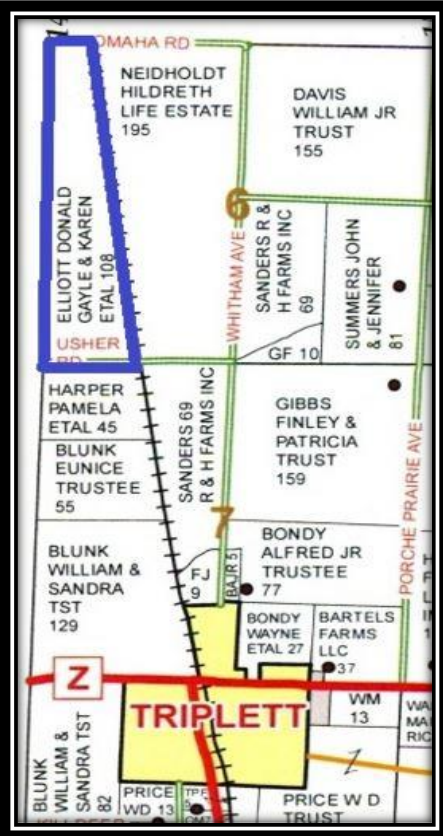 14
OMAHA RD
NEIDHOLDT
HILDRETH
LIFE ESTATE
195
DAVIS
WILLIAM JR
TRUST
155
6
ELLIOTT DONALD
GAYLE & KAREN
ETAL 108
WHITHAM AVE
SANDERS R &
H FARMS INC
69
SUMMERS JOHN
& JENNIFER
81
USHER
RD
GF 10
HARPER
PAMELA
ETAL 45
SANDERS 69
R & H FARMS INC
GIBBS
FINLEY &
PATRICIA
TRUST
159
PORCHE PRAIRIE AVE
BLUNK
EUNICE
TRUSTEE
55
7
BLUNK
WILLIAM &
SANDRA
TST
129
FJ
9
BAJR 5
BONDY
ALFRED JR
TRUSTEE
77
BONDY
WAYNE
ETAL 27
BARTELS
FARMS
LLC
37
Z
WM
13
TRIPLETT
BLUNK
WILLIAM &
SANDRA TST
82
Z
PRICE
WD 13
PRICE W D
TRUST